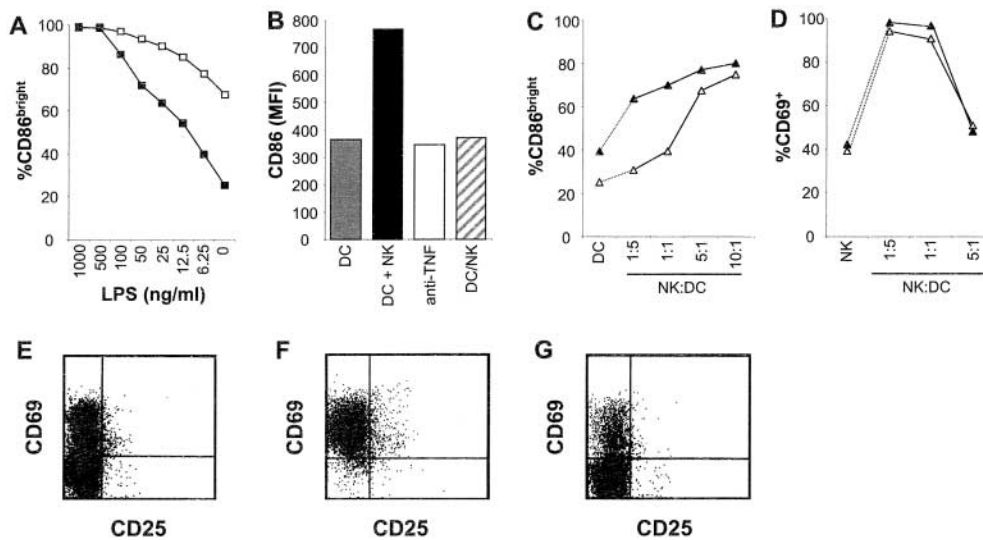 A
%CD86bright
100
80
60
40
20
0
1000
500
100
50
25
12.5
6.25
0
LPS (ng/ml)
B
CD86 (MFI)
800
700
600
500
400
300
200
100
0
DC
DC + NK
anti-TNF
DC/NK
C
%CD86bright
100
80
60
40
20
0
DC
1:5
1:1
5:1
10:1
NK:DC
D
%CD69+
100
80
60
40
20
0
NK
1:5
1:1
5:1
NK:DC
E
CD69
CD25
F
CD69
CD25
G
CD69
CD25